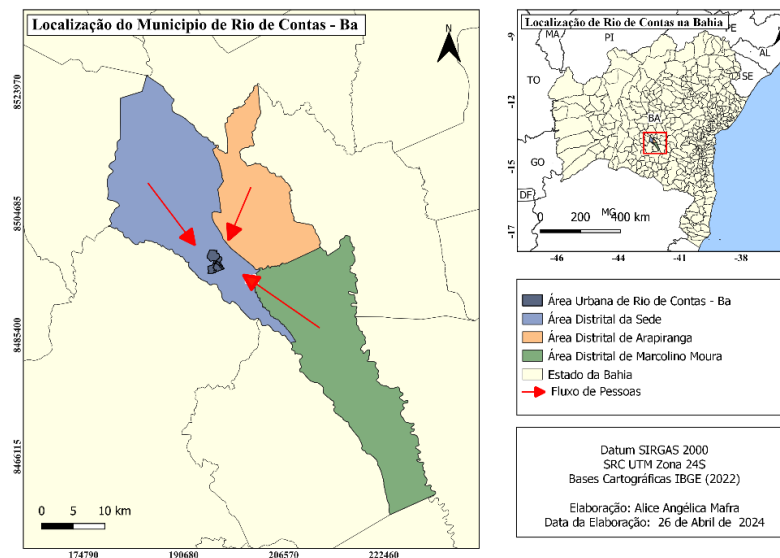 Localização do Municipio de Rio de Contas - Ba
N
8523970
8504685
8485400
8466115
0 5 10 km
174790 190680 206570 222460
Localização de Rio de Contas na Bahia
-9
-12
-15
-17
MA
PI
PE
AL
TO
SE
BA
GO
DF
MG
0 200 400 km
-46 -44 -41 -38
Área Urbana de Rio de Contas - Ba
Área Distrital da Sede
Área Distrital de Arapiranga
Área Distrital de Marcolino Moura
Estado da Bahia
Fluxo de Pessoas
Datum SIRGAS 2000
SRC UTM Zona 24S
Bases Cartográficas IBGE (2022)
Elaboração: Alice Angélica Mafra
Data da Elaboração: 26 de Abril de 2024